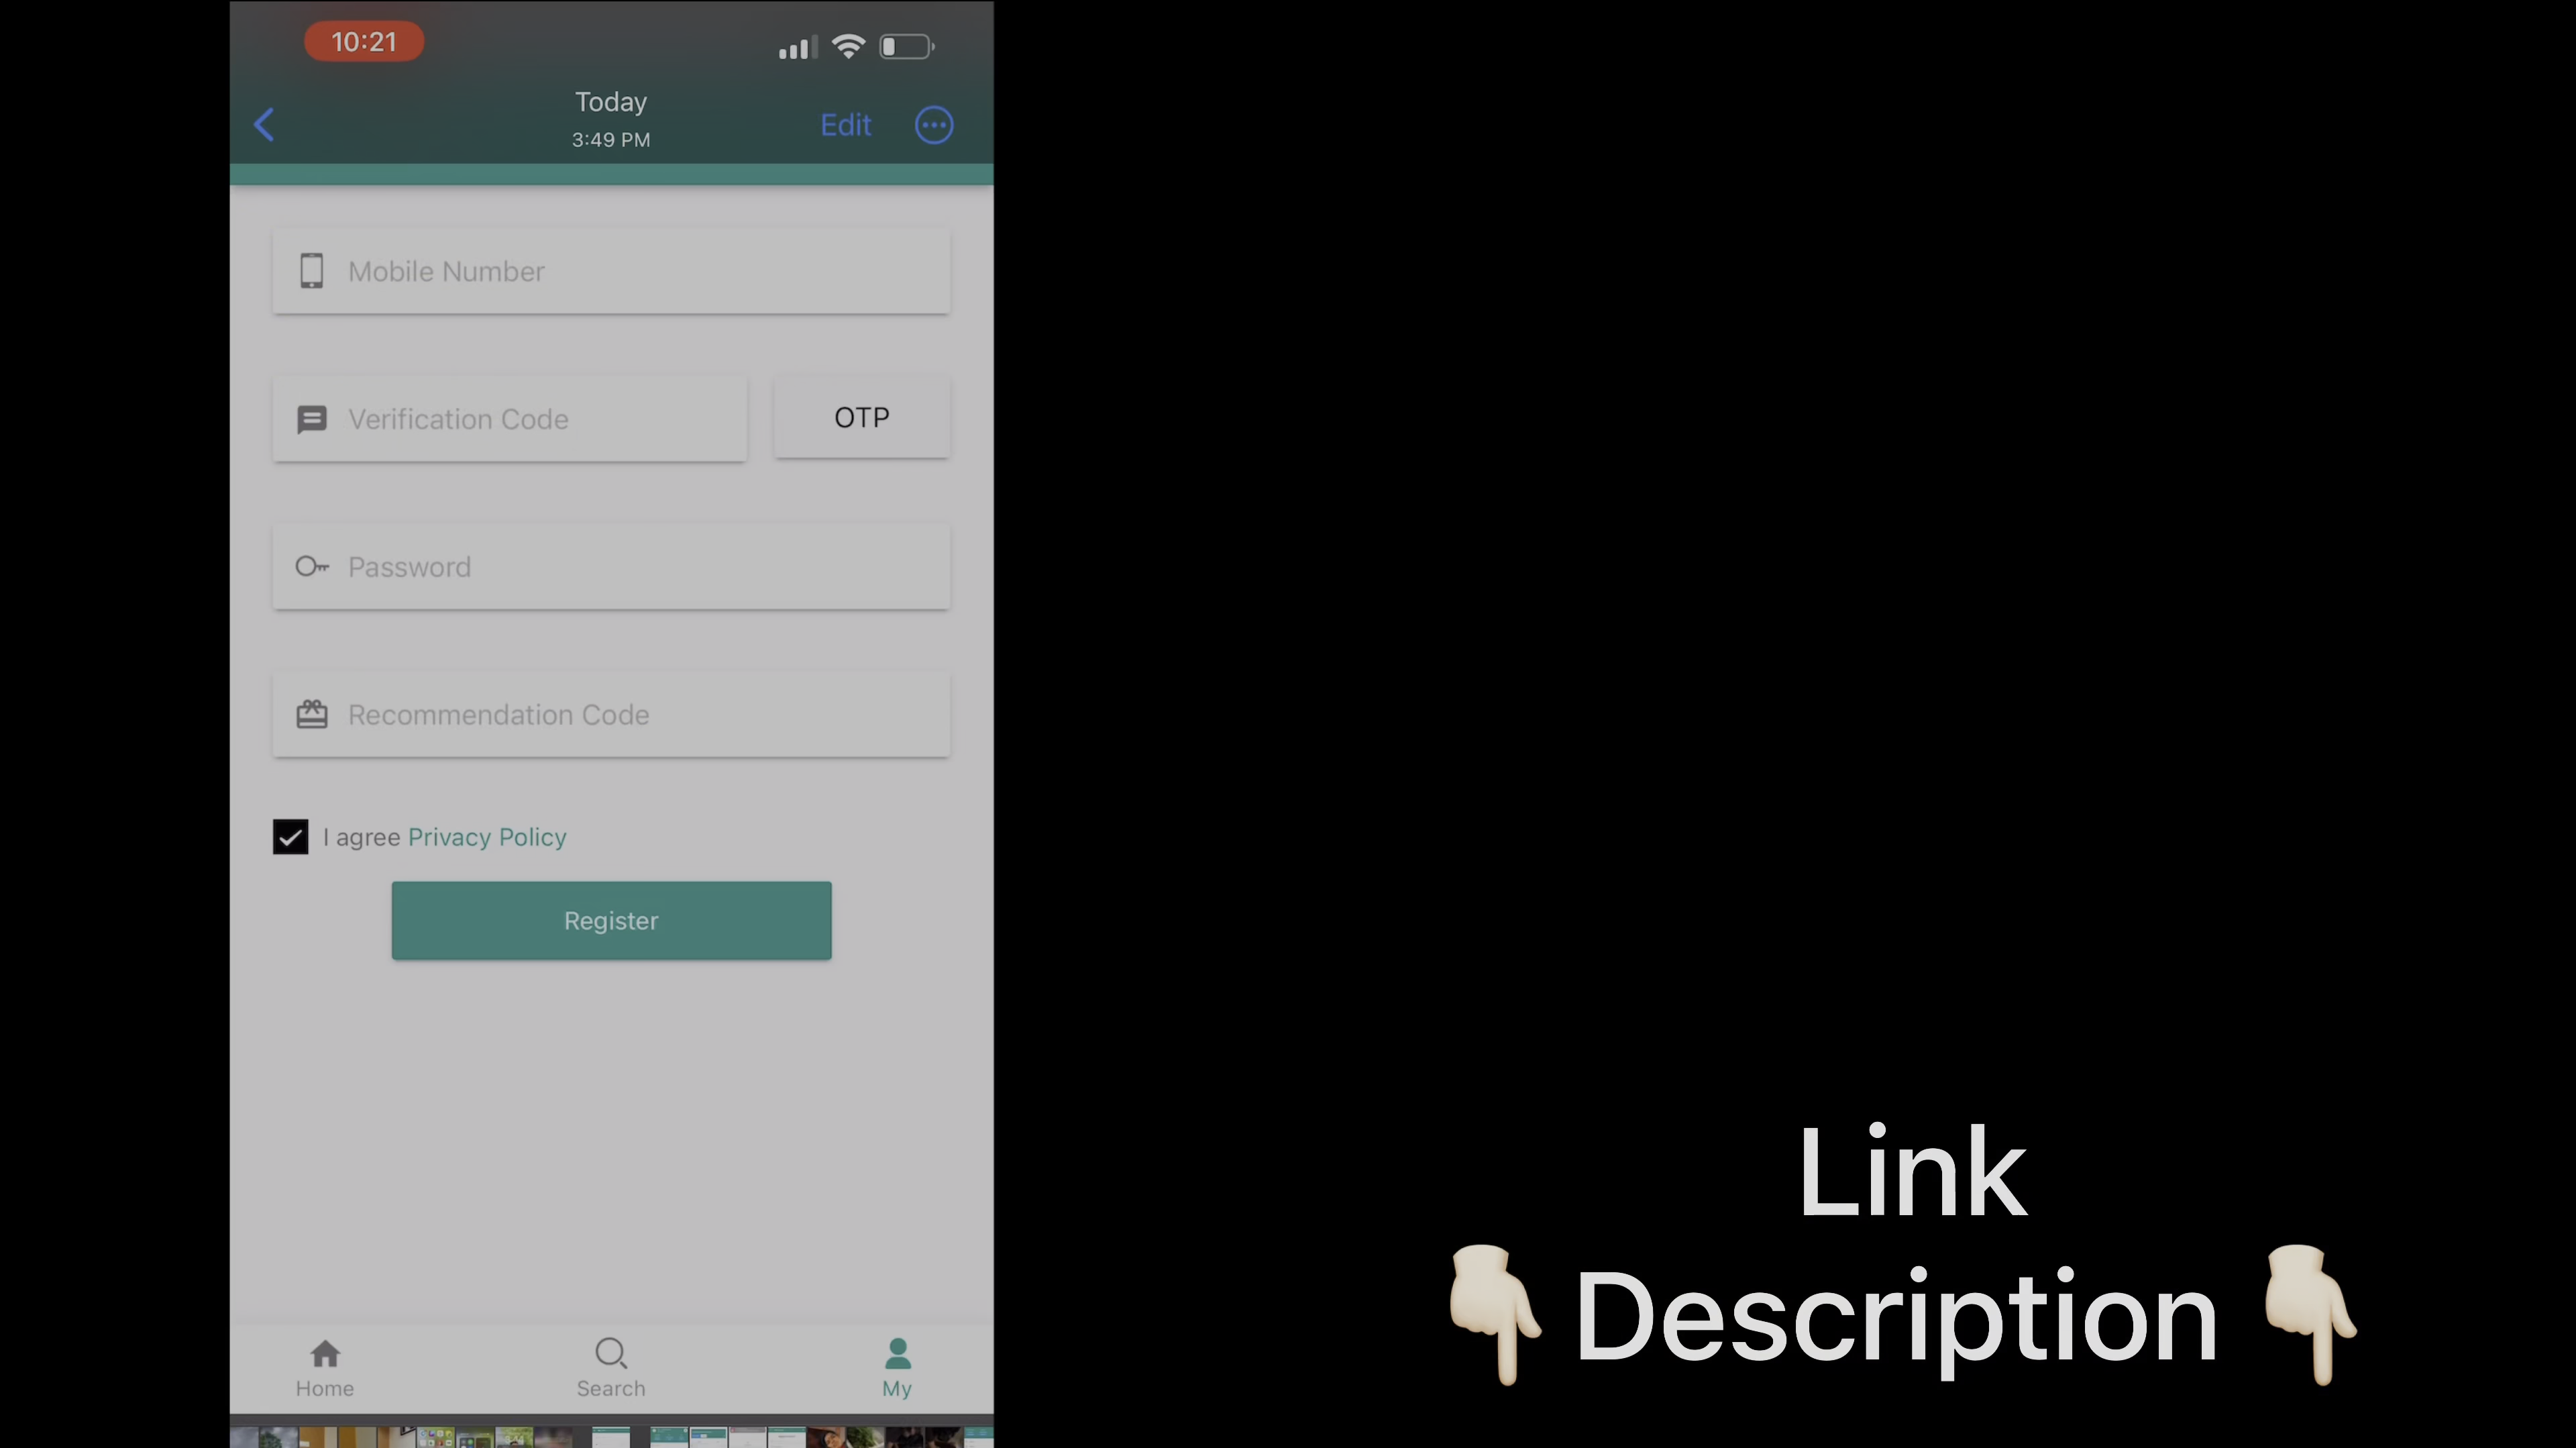 10:21
Today
3:49 PM
Edit
Mobile Number
Verification Code
OTP
Password
Recommendation Code
I agree Privacy Policy
Register
Home
Search
My
Link
👇🏻 Description 👇🏻